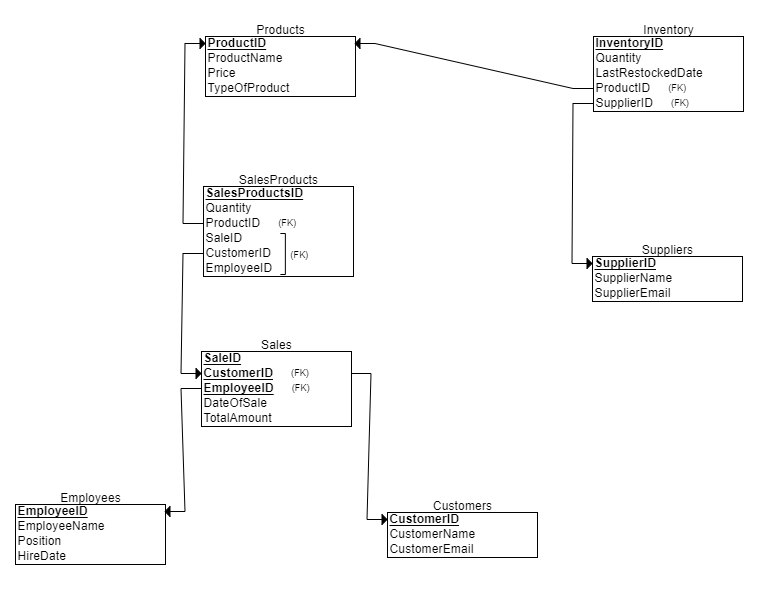 Products
ProductID
ProductName
Price
TypeOfProduct
Inventory
InventoryID
Quantity
LastRestockedDate
ProductID (FK)
SupplierID (FK)
SalesProducts
SalesProductsID
Quantity
ProductID (FK)
SaleID
CustomerID (FK)
EmployeeID
Suppliers
SupplierID
SupplierName
SupplierEmail
Sales
SaleID
CustomerID (FK)
EmployeeID (FK)
DateOfSale
TotalAmount
Employees
EmployeeID
EmployeeName
Position
HireDate
Customers
CustomerID
CustomerName
CustomerEmail